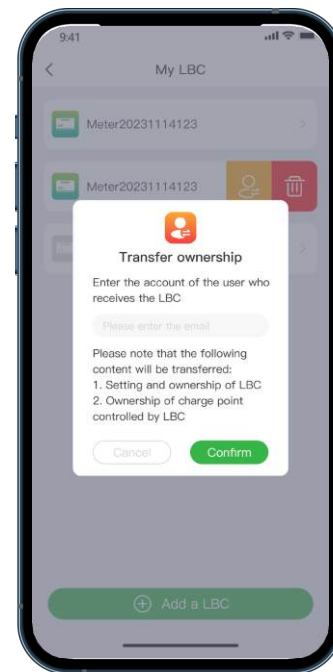 9:41
My LBC
Meter20231114123
Meter20231114123
Transfer ownership
Enter the account of the user who
receives the LBC
Please enter the email
Please note that the following
content will be transferred:
1. Setting and ownership of LBC
2. Ownership of charge point
controlled by LBC
Cancel
Confirm
Add a LBC